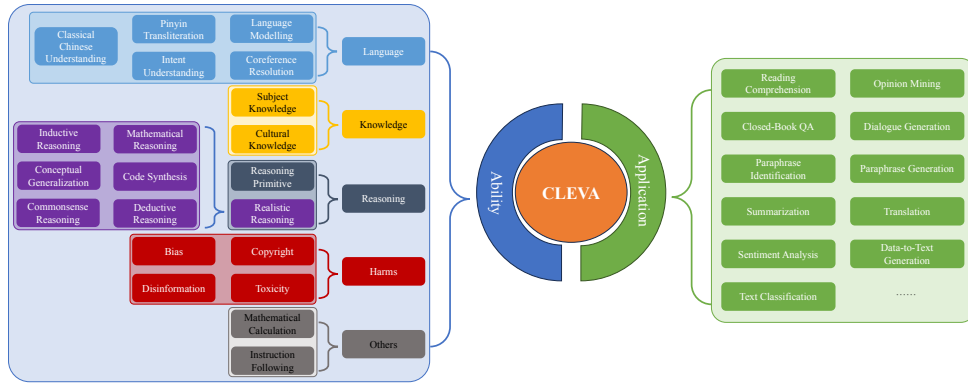 Classical
Chinese
Understanding
Pinyin
Transliteration
Language
Modelling
Intent
Understanding
Coreference
Resolution
Language
Subject
Knowledge
Cultural
Knowledge
Knowledge
Inductive
Reasoning
Mathematical
Reasoning
Conceptual
Generalization
Code Synthesis
Commonsense
Reasoning
Deductive Reasoning
Reasoning
Primitive
Realistic Reasoning
Reasoning
Bias
Copyright
Disinformation
Toxicity
Harms
Mathematical
Calculation
Instruction
Following
Others
Ability
CLEVA
Application
Reading
Comprehension
Opinion Mining
Closed-Book QA
Dialogue Generation
Paraphrase
Identification
Paraphrase Generation
Summarization
Translation
Sentiment Analysis
Data-to-Text
Generation
Text Classification
......